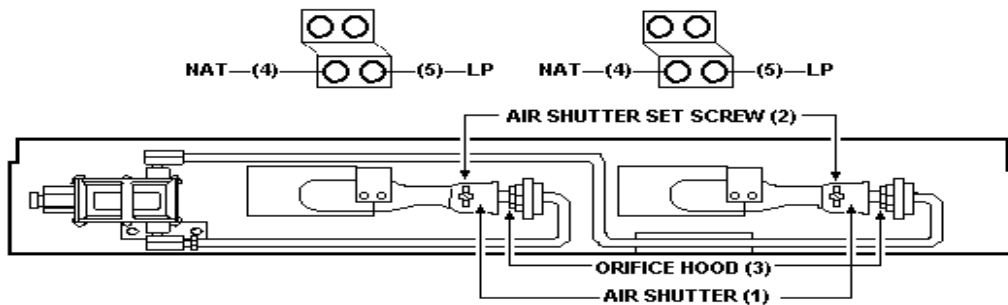 NAT—(4) (5)—LP NAT—(4) (5)—LP
AIR SHUTTER SET SCREW (2)
ORIFICE HOOD (3)
AIR SHUTTER (1)